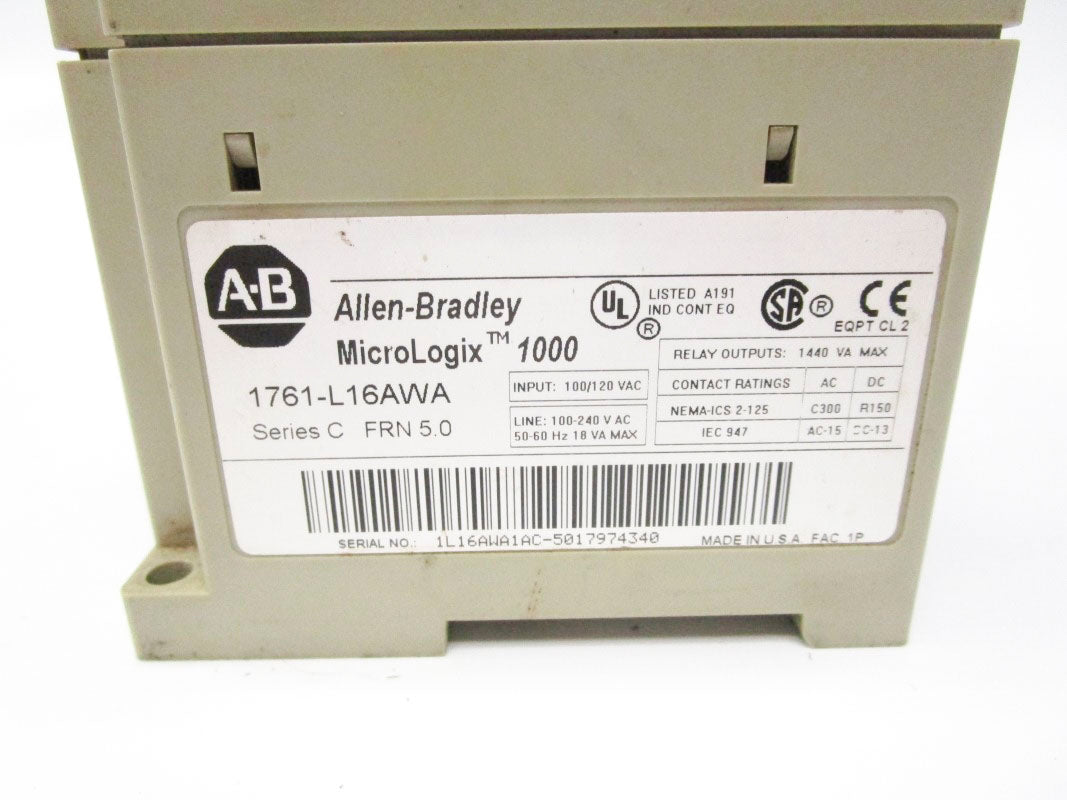 A·B
Allen-Bradley
MicroLogix™ 1000
1761-L16AWA
Series C FRN 5.0
UL
®
LISTED A191
IND CONT EQ
SA
®
CE
EQPT CL 2
INPUT: 100/120 VAC
LINE: 100-240 V AC
50-60 Hz 18 VA MAX
RELAY OUTPUTS: 1440 VA MAX
CONTACT RATINGS AC DC
NEMA-ICS 2-125 C300 R150
IEC 947 AC-15 DC-13
SERIAL NO.: 1L16AWA1AC-5017974340
MADE IN U.S.A. FAC. 1P